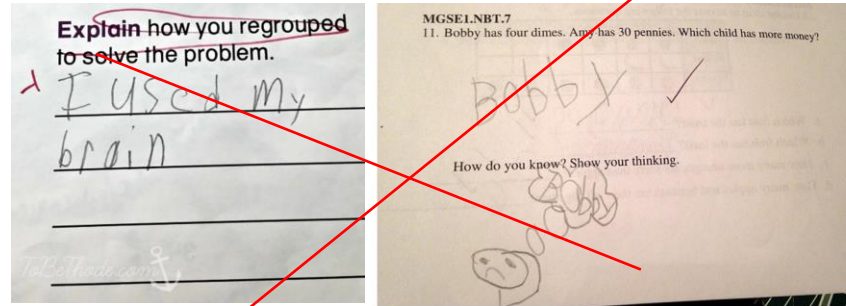 Explain how you regrouped
to solve the problem.
I used my
brain
ToBeThode.com
MGSE1.NBT.7
11. Bobby has four dimes. Amy has 30 pennies. Which child has more money?
Bobby
How do you know? Show your thinking.
Bobby